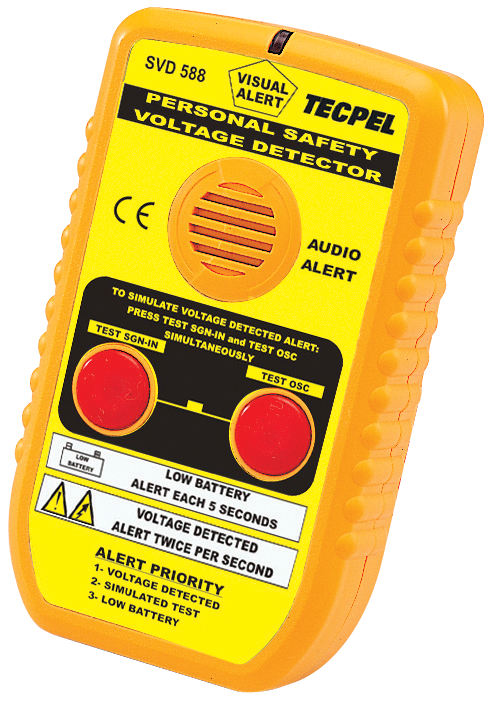 SVD 588
VISUAL
ALERT
TECPEL
PERSONAL SAFETY
VOLTAGE DETECTOR
CE
AUDIO
ALERT
TO SIMULATE VOLTAGE DETECTED ALERT:
PRESS TEST SGN-IN and TEST OSC
SIMULTANEOUSLY
TEST SGN-IN
TEST OSC
LOW
BATTERY
LOW BATTERY
ALERT EACH 5 SECONDS
VOLTAGE DETECTED
ALERT TWICE PER SECOND
ALERT PRIORITY
1- VOLTAGE DETECTED
2- SIMULATED TEST
3- LOW BATTERY